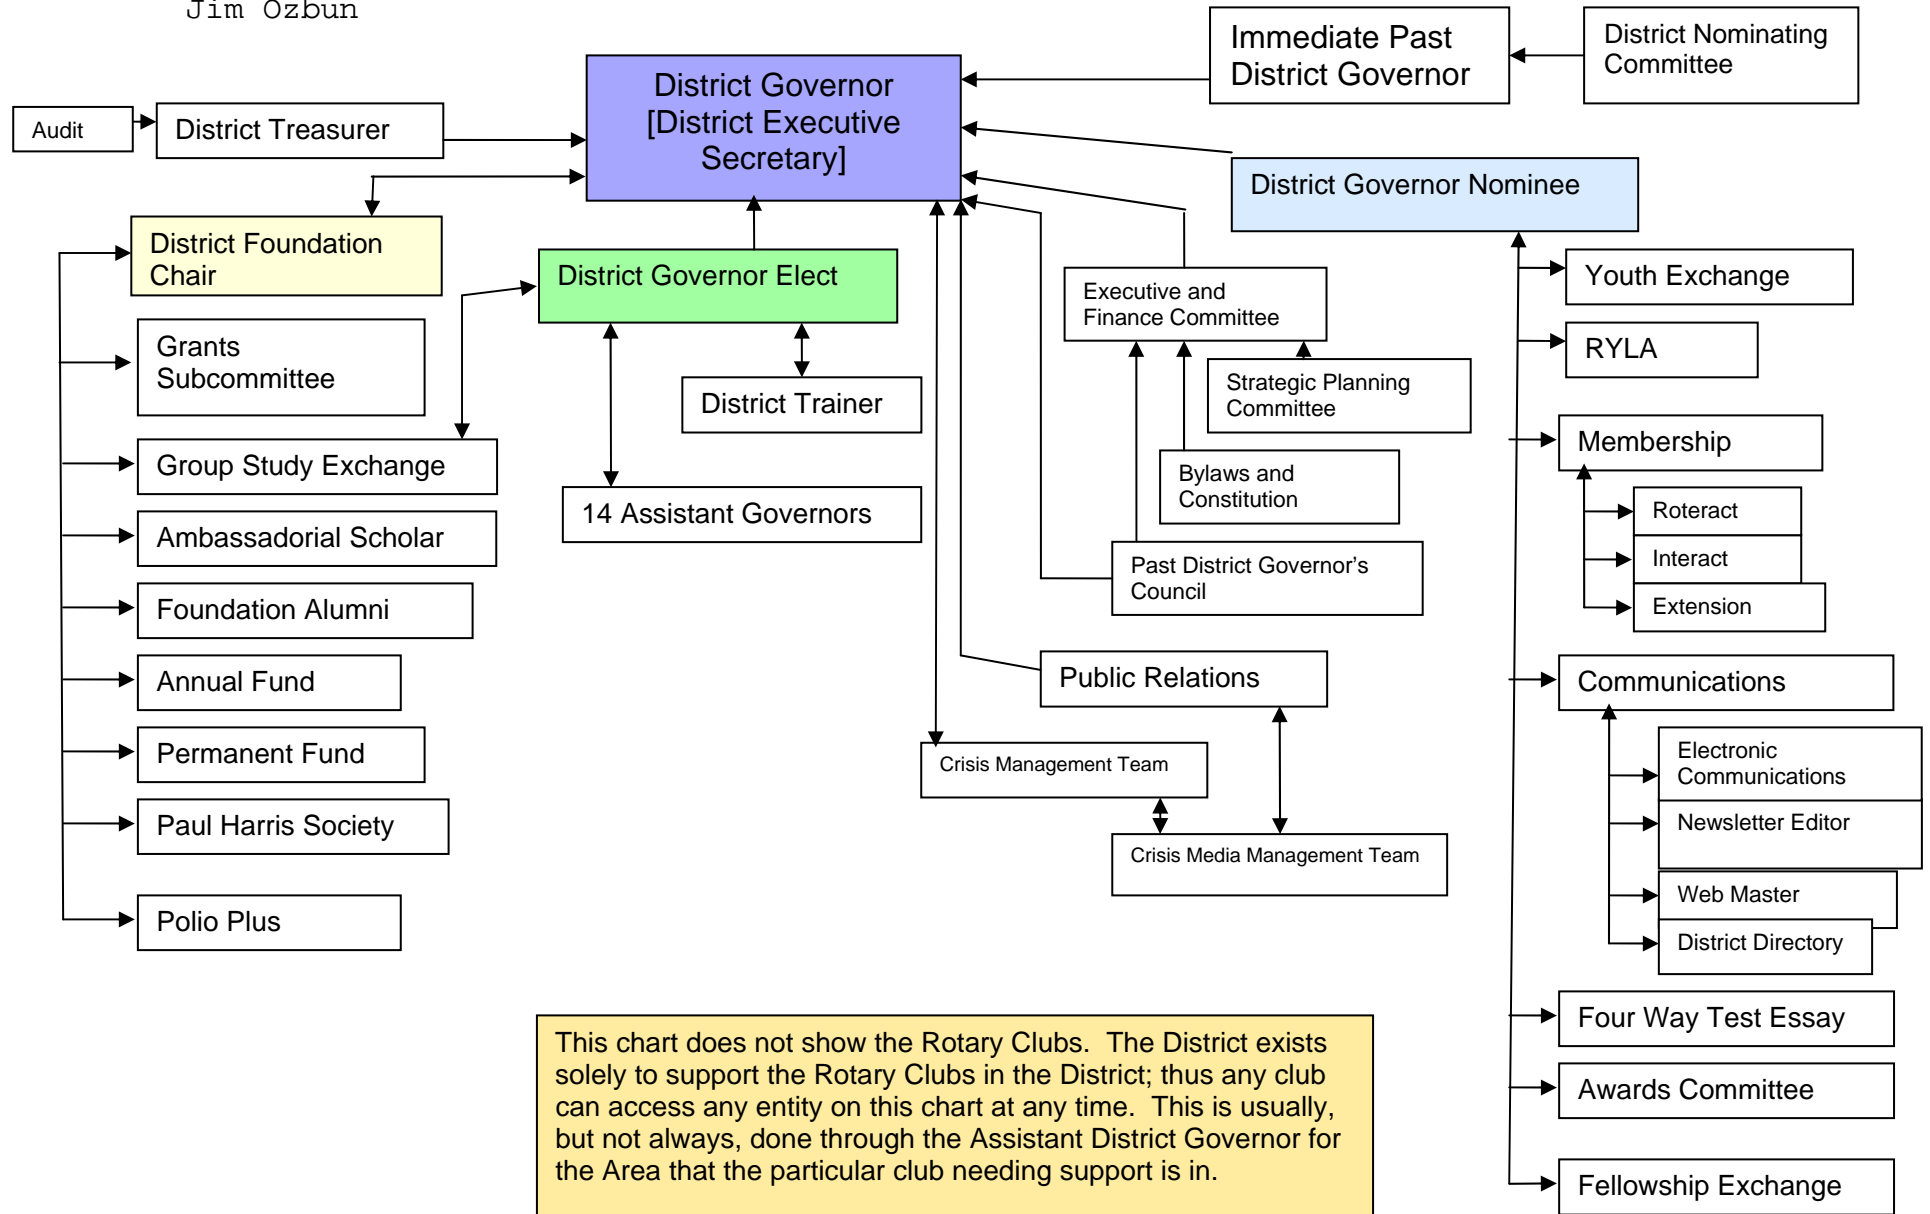 Jim Ozbun
Immediate Past
District Governor
District Nominating
Committee
District Governor
[District Executive
Secretary]
Audit
District Treasurer
District Governor Nominee
District Foundation
Chair
District Governor Elect
Youth Exchange
Executive and
Finance Committee
Grants
Subcommittee
RYLA
District Trainer
Strategic Planning
Committee
Group Study Exchange
Membership
Bylaws and
Constitution
14 Assistant Governors
Roteract
Ambassadorial Scholar
Interact
Past District Governor’s
Council
Foundation Alumni
Extension
Annual Fund
Public Relations
Communications
Permanent Fund
Crisis Management Team
Electronic
Communications
Paul Harris Society
Newsletter Editor
Crisis Media Management Team
Web Master
Polio Plus
District Directory
Four Way Test Essay
This chart does not show the Rotary Clubs.  The District exists
solely to support the Rotary Clubs in the District; thus any club
can access any entity on this chart at any time.  This is usually,
but not always, done through the Assistant District Governor for
the Area that the particular club needing support is in.
Awards Committee
Fellowship Exchange